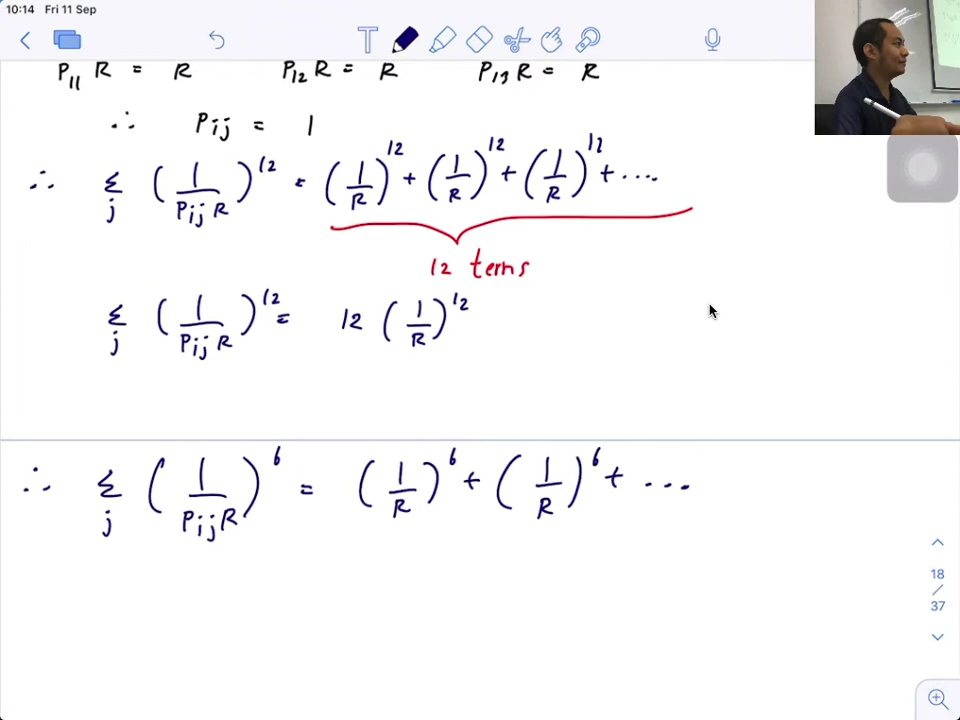 10:14 Fri 11 Sep
P₁₁ R = R P₁₂ R = R P₁₃ R = R
∴ Pij = 1
∴ Σj (1/(Pij R))^12 = (1/R)^12 + (1/R)^12 + (1/R)^12 + ....
12 terms
Σj (1/(Pij R))^12 = 12 (1/R)^12
∴ Σj (1/(Pij R))^6 = (1/R)^6 + (1/R)^6 + ...
18
/
37